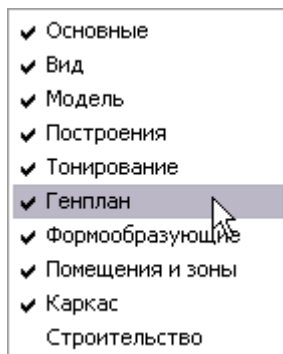 Основные
Вид
Модель
Построения
Тонирование
Генплан
Формообразующие
Помещения и зоны
Каркас
Строительство